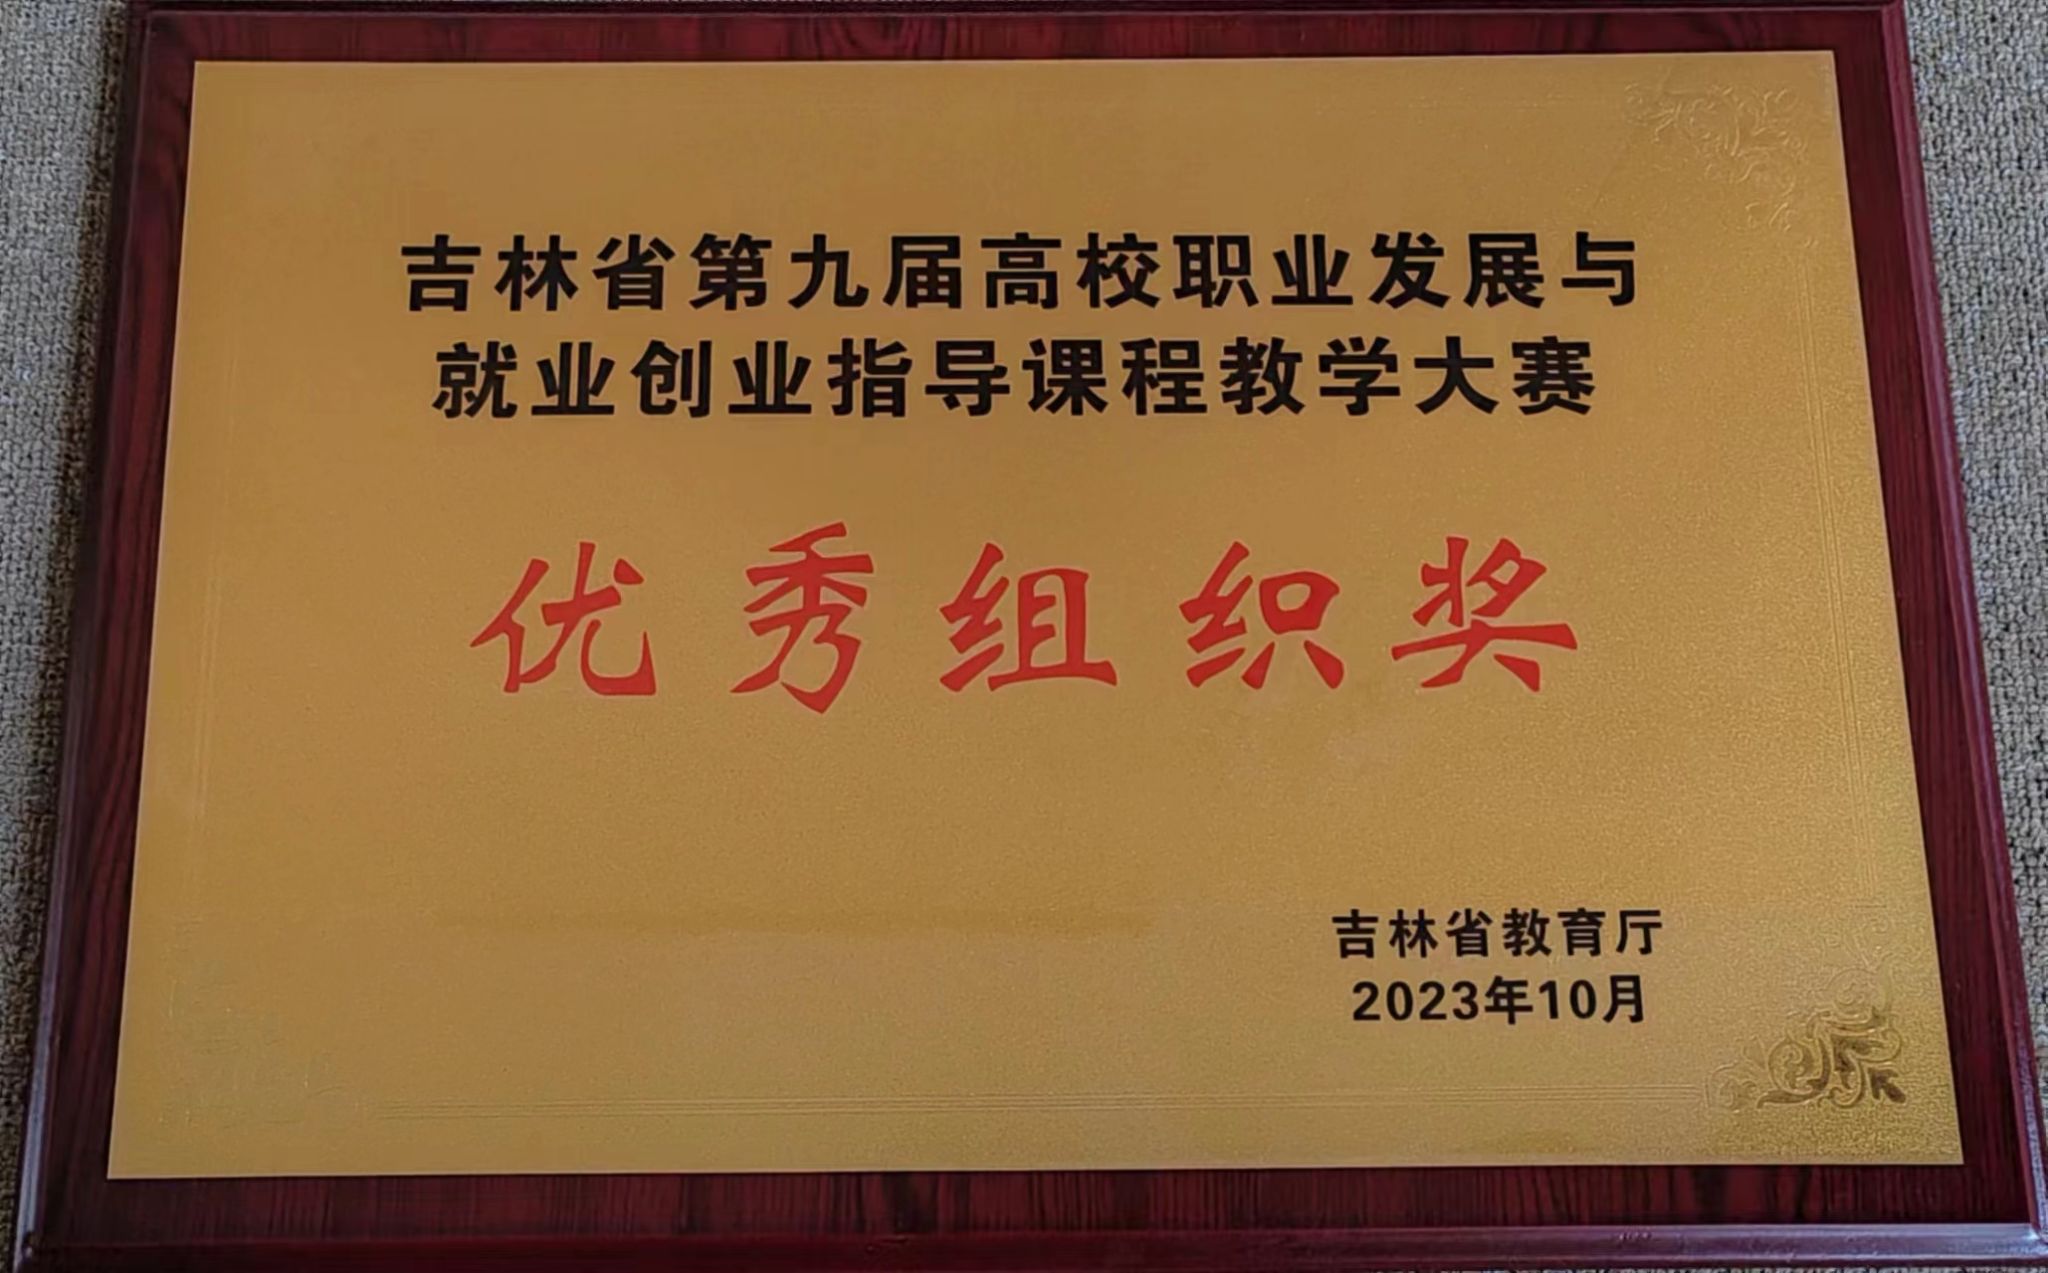 吉林省第九届高校职业发展与
就业创业指导课程教学大赛
优秀组织奖
吉林省教育厅
2023年10月